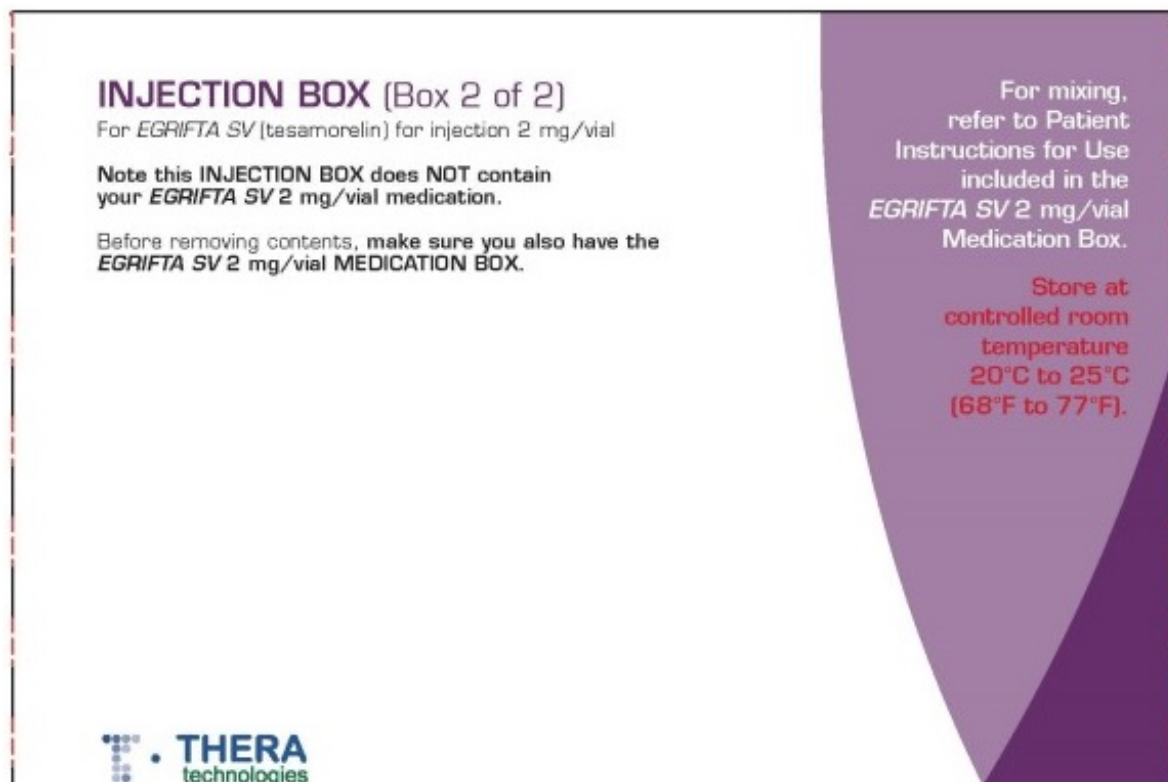 INJECTION BOX (Box 2 of 2)
For EGRIFTA SV (tesamorelin) for injection 2 mg/vial
Note this INJECTION BOX does NOT contain
your EGRIFTA SV 2 mg/vial medication.
Before removing contents, make sure you also have the
EGRIFTA SV 2 mg/vial MEDICATION BOX.
For mixing,
refer to Patient
Instructions for Use
included in the
EGRIFTA SV 2 mg/vial
Medication Box.
Store at
controlled room
temperature
20°C to 25°C
(68°F to 77°F).
THERA
technologies